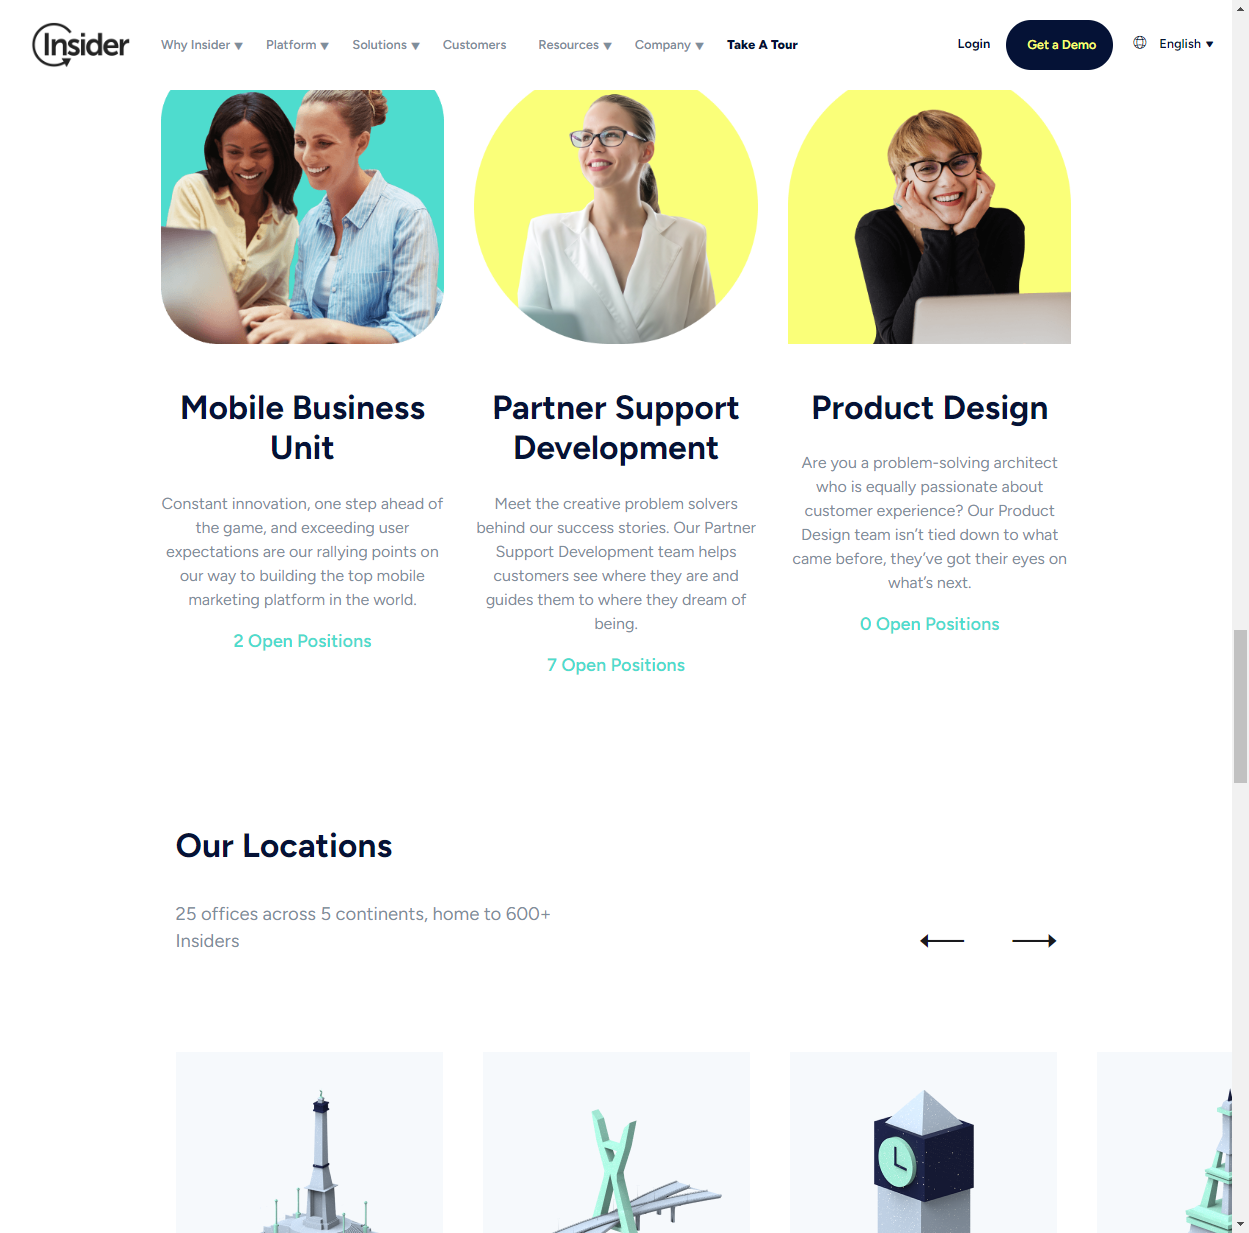 Insider
Why Insider
Platform
Solutions
Customers
Resources
Company
Take A Tour
Login
Get a Demo
English
Mobile Business
Unit
Constant innovation, one step ahead of
the game, and exceeding user
expectations are our rallying points on
our way to building the top mobile
marketing platform in the world.
2 Open Positions
Partner Support
Development
Meet the creative problem solvers
behind our success stories. Our Partner
Support Development team helps
customers see where they are and
guides them to where they dream of
being.
7 Open Positions
Product Design
Are you a problem-solving architect
who is equally passionate about
customer experience? Our Product
Design team isn’t tied down to what
came before, they’ve got their eyes on
what’s next.
0 Open Positions
Our Locations
25 offices across 5 continents, home to 600+
Insiders